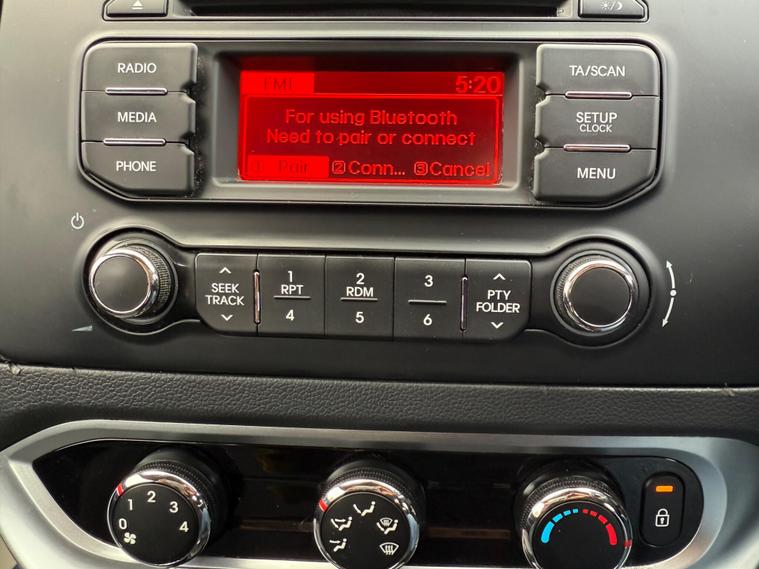 RADIO
MEDIA
PHONE
FM1 5:20
For using Bluetooth
Need to pair or connect
1 Pair 2 Conn... 3 Cancel
TA/SCAN
SETUP
CLOCK
MENU
SEEK
TRACK
1
RPT
4
2
RDM
5
3
6
PTY
FOLDER
0 1 2 3 4